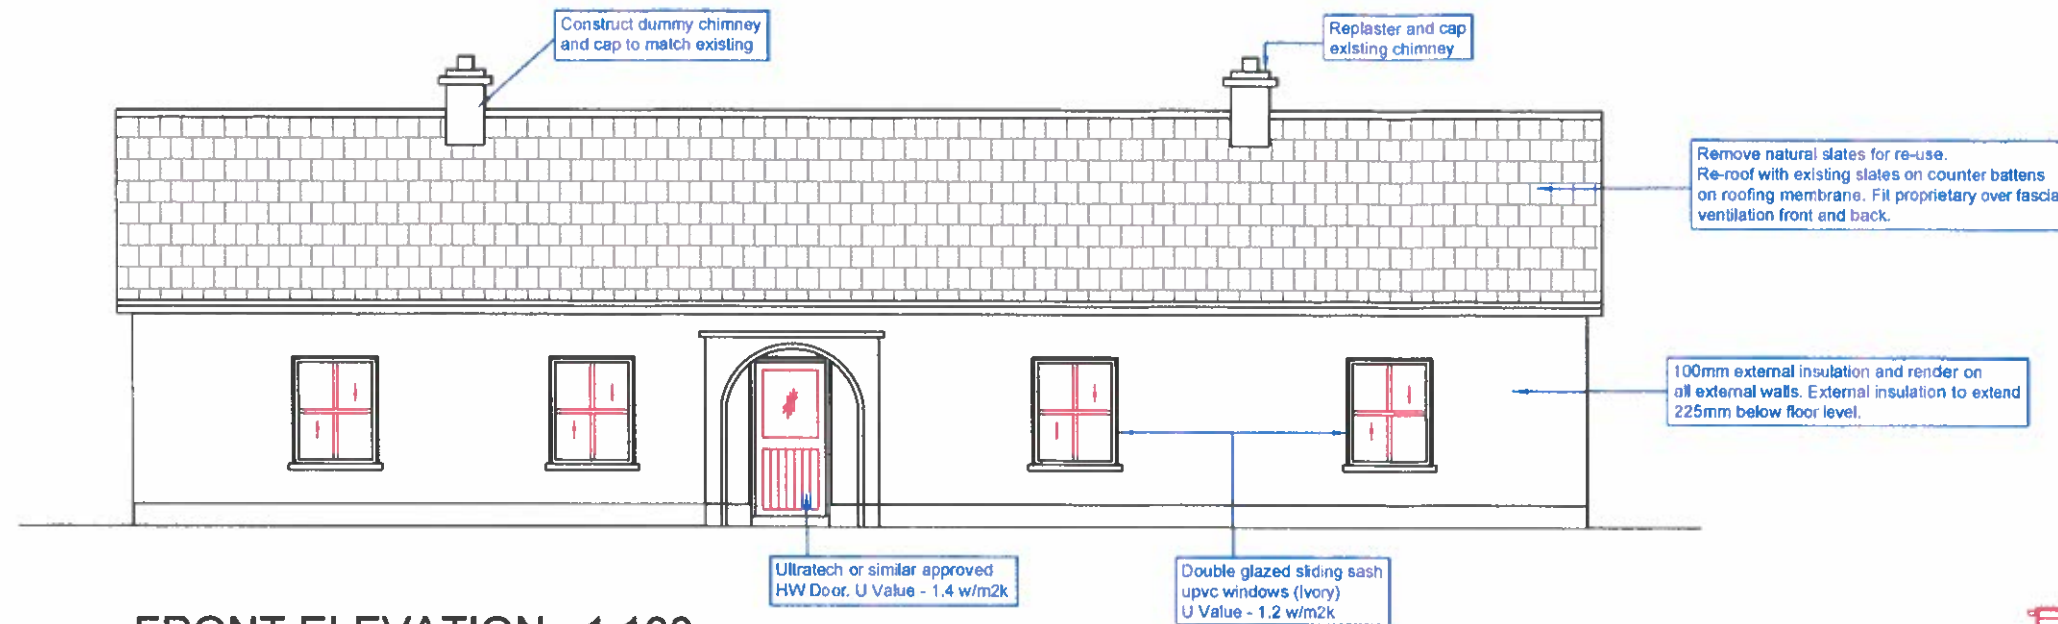 Construct dummy chimney
and cap to match existing
Replaster and cap
existing chimney
Remove natural slates for re-use.
Re-roof with existing slates on counter battens
on roofing membrane. Fit proprietary over fascia
ventilation front and back.
100mm external insulation and render on
all external walls. External insulation to extend
225mm below floor level.
Ultratech or similar approved
HW Door. U Value - 1.4 w/m2k
Double glazed sliding sash
upvc windows (Ivory)
U Value - 1.2 w/m2k
FRONT ELEVATION - 1:100